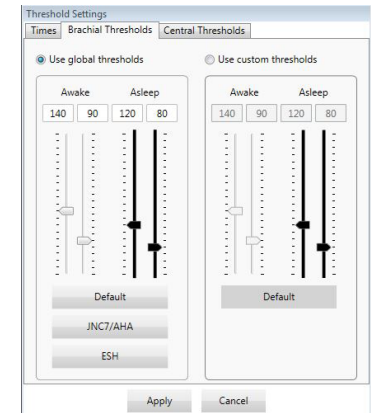 Threshold Settings
Times Brachial Thresholds Central Thresholds
Use global thresholds Use custom thresholds
Awake Asleep Awake Asleep
140 90 120 80 140 90 120 80
Default Default
JNC7/AHA
ESH
Apply Cancel